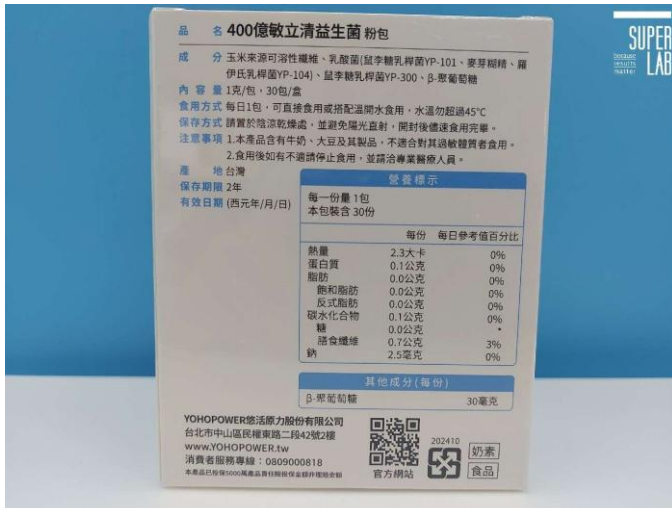 SUPER
because
results
matter
LAB
品名 400億敏立清益生菌 粉包
成分 玉米來源可溶性纖維、乳酸菌(鼠李糖乳桿菌YP-101、麥芽糊精、羅
伊氏乳桿菌YP-104)、鼠李糖乳桿菌YP-300、β-聚葡萄糖
內容量 1克/包,30包/盒
食用方式 每日1包,可直接食用或搭配溫開水食用,水溫勿超過45°C
保存方式 請置於陰涼乾燥處,並避免陽光直射,開封後儘速食用完畢。
注意事項 1.本產品含有牛奶、大豆及其製品,不適合對其過敏體質者食用。
2.食用後如有不適請停止食用,並請洽專業醫療人員。
產地 台灣
保存期限 2年
有效日期 (西元年/月/日)
營養標示
每一份量 1包
本包裝含 30份
每份 每日參考值百分比
熱量 2.3大卡 0%
蛋白質 0.1公克 0%
脂肪 0.0公克 0%
飽和脂肪 0.0公克 0%
反式脂肪 0.0公克 0%
碳水化合物 0.1公克 0%
糖 0.0公克 *
膳食纖維 0.7公克 3%
鈉 2.5毫克 0%
其他成分(每份)
β-聚葡萄糖 30毫克
YOHOPOWER悠活原力股份有限公司
台北市中山區民權東路二段42號2樓
www.YOHOPOWER.tw
消費者服務專線:0809000818
本產品已投保5000萬產品責任險
官方網站
202410
奶素
食品